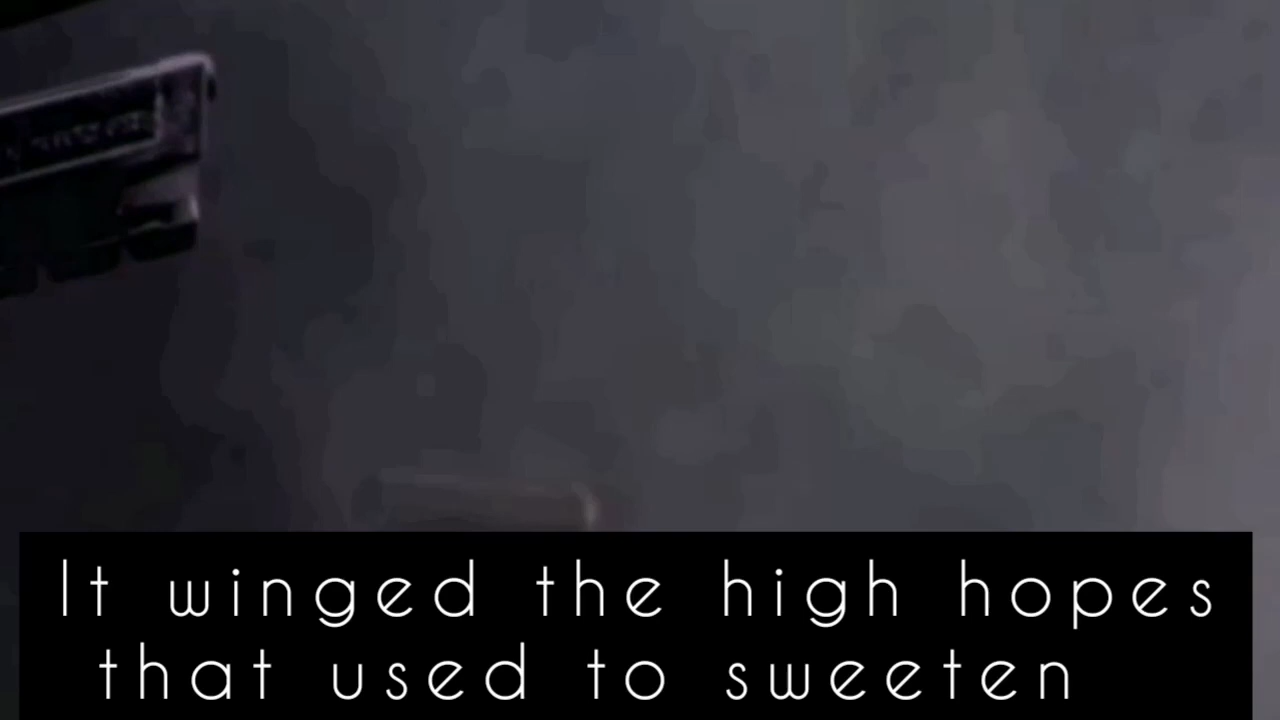 It winged the high hopes
that used to sweeten